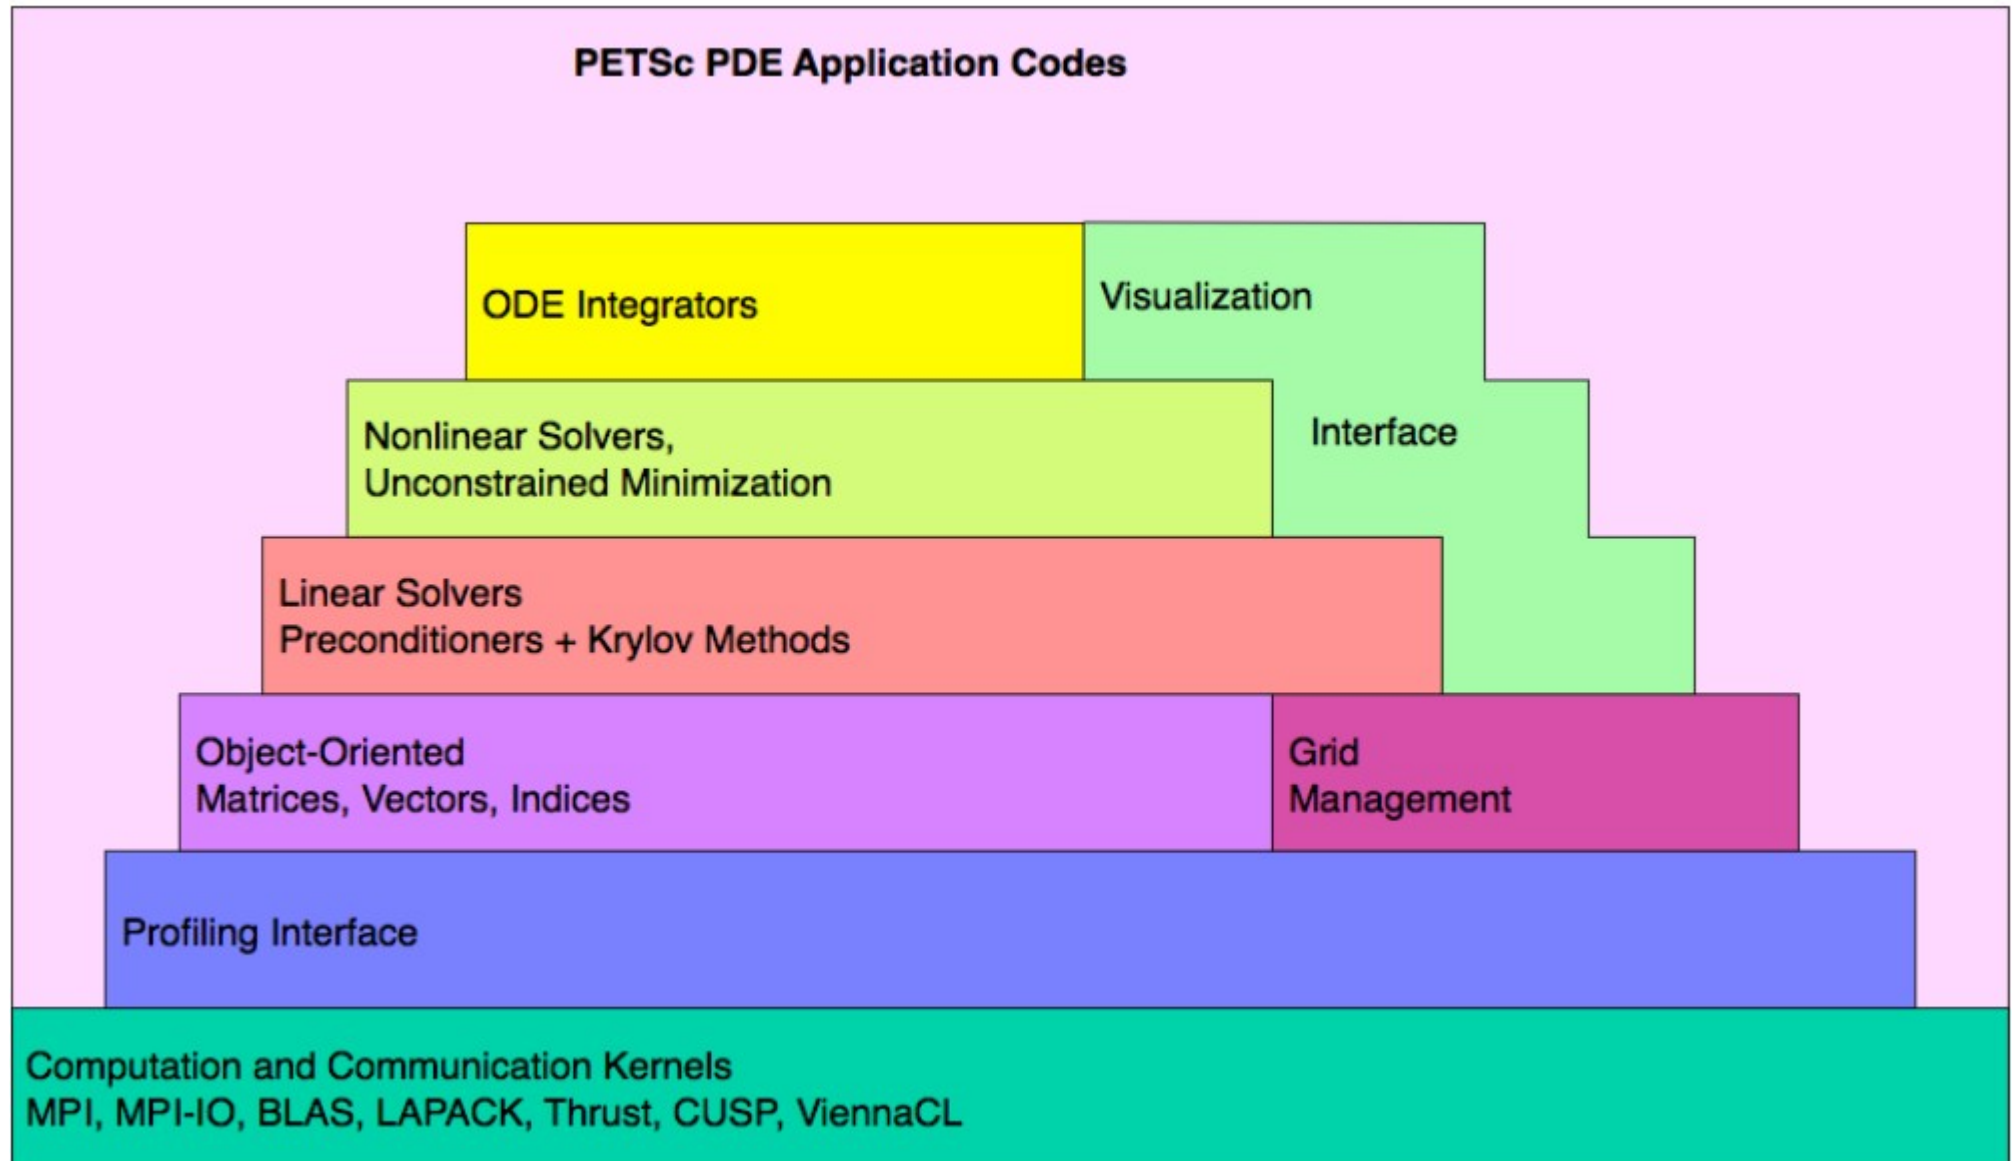 PETSc PDE Application Codes
ODE Integrators
Visualization
Nonlinear Solvers,
Unconstrained Minimization
Interface
Linear Solvers
Preconditioners + Krylov Methods
Object-Oriented
Matrices, Vectors, Indices
Grid
Management
Profiling Interface
Computation and Communication Kernels
MPI, MPI-IO, BLAS, LAPACK, Thrust, CUSP, ViennaCL